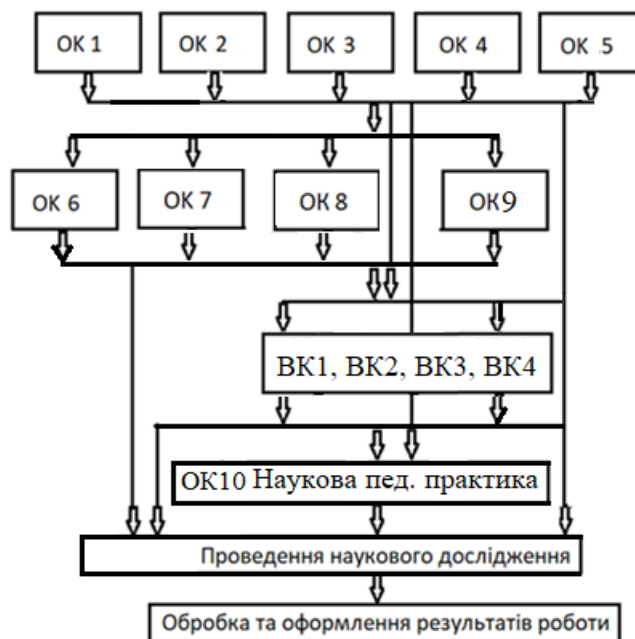 ОК 1
ОК 2
ОК 3
ОК 4
ОК .5
ОК 6
ОК 7
ОК 8
ОК9
ВК1, ВК2, ВК3, ВК4
ОК10 Наукова пед. практика
Проведення наукового дослідження
Обробка та оформлення результатів роботи